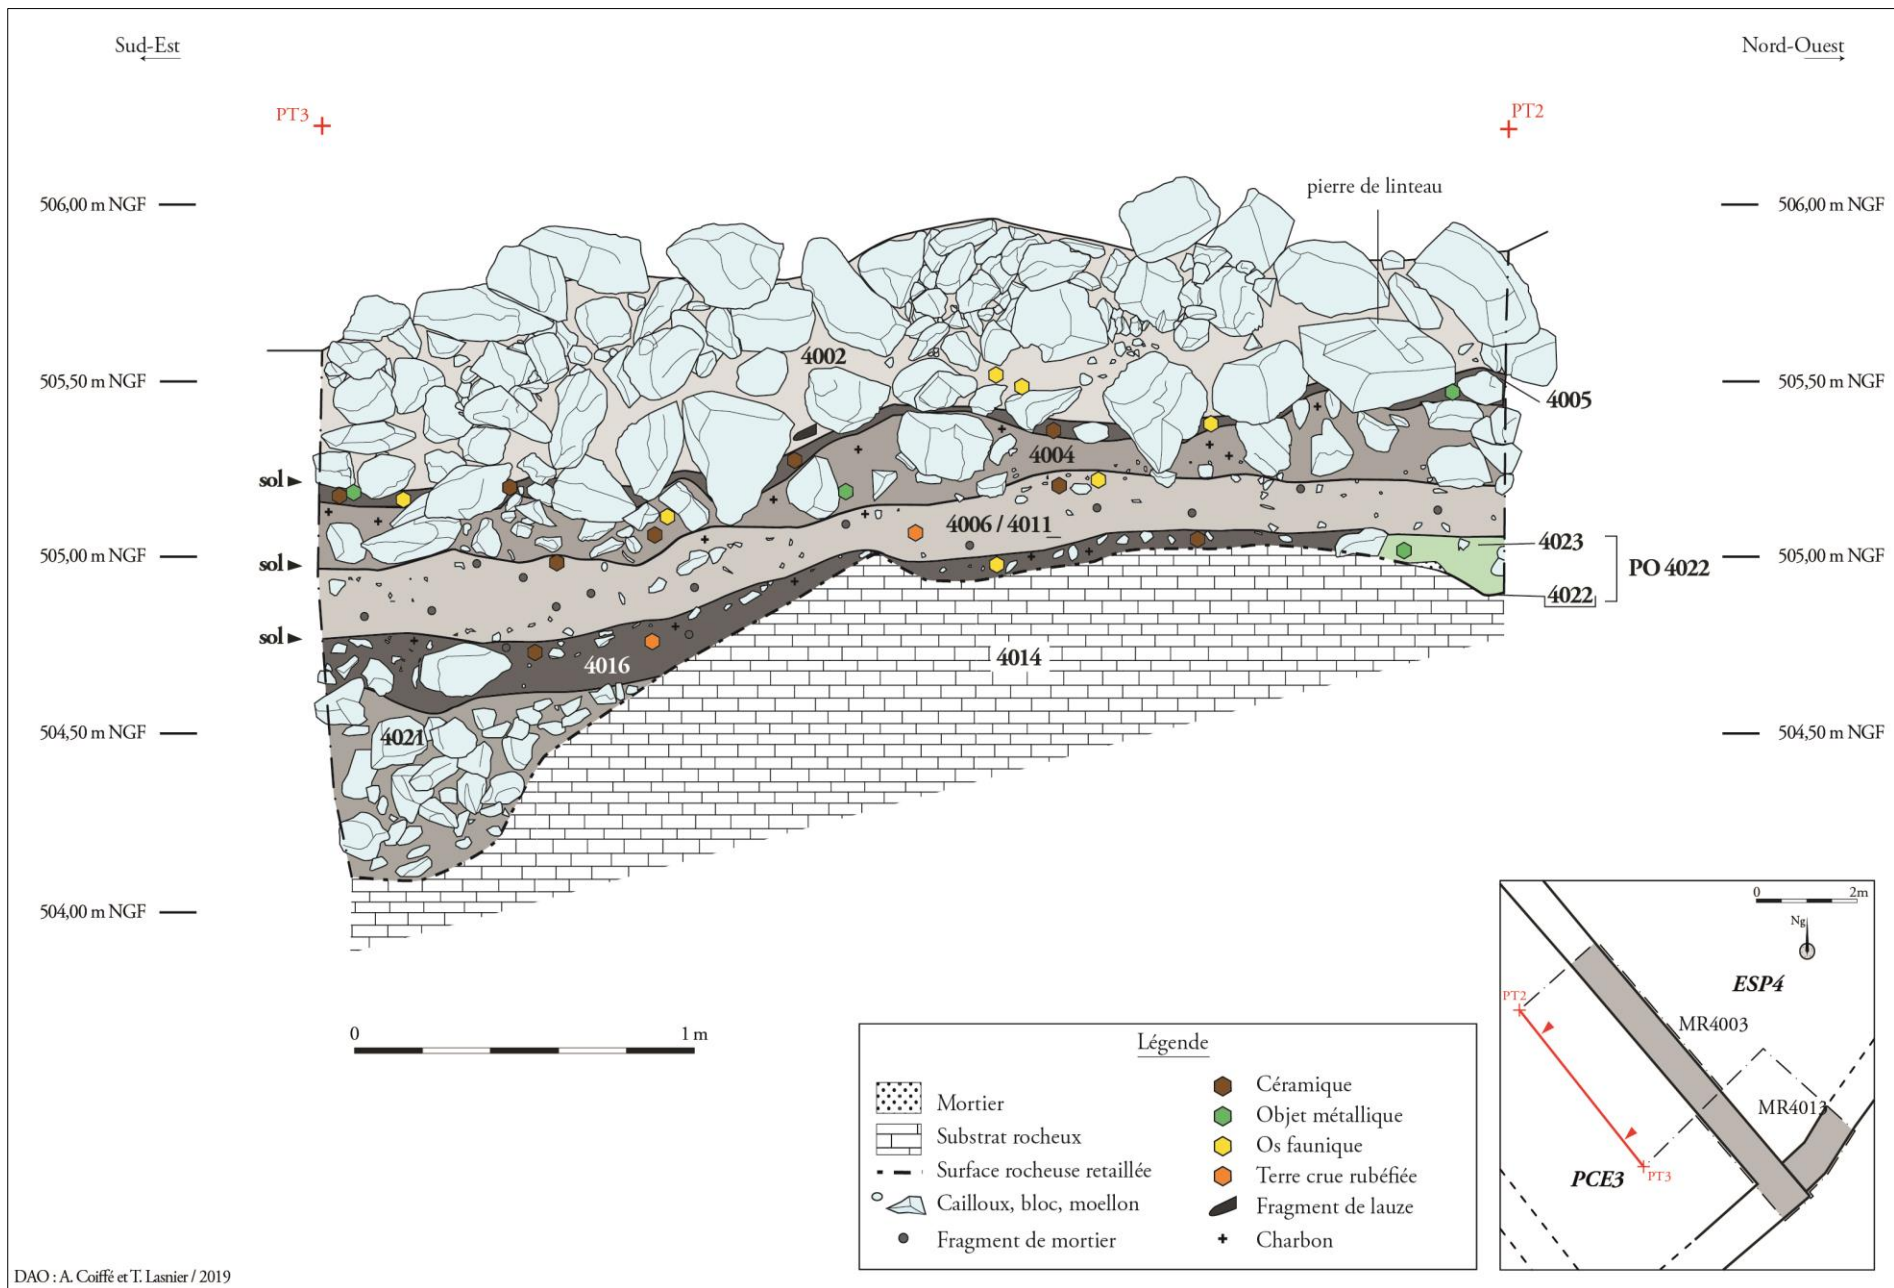 Sud-Est
Nord-Ouest
PT3
PT2
pierre de linteau
506,00 m NGF
506,00 m NGF
4002
505,50 m NGF
505,50 m NGF
4005
4004
sol
4006 / 4011
4023
505,00 m NGF
505,00 m NGF
sol
PO 4022
4022
sol
4016
4014
504,50 m NGF
504,50 m NGF
4021
504,00 m NGF
0 1 m
Légende
Mortier
Substrat rocheux
Surface rocheuse retaillée
Cailloux, bloc, moellon
Fragment de mortier
Céramique
Objet métallique
Os faunique
Terre crue rubéfiée
Fragment de lauze
Charbon
0 2m
Ng
ESP4
PT2
MR4003
MR4013
PCE3
PT3
DAO : A. Coiffé et T. Lasnier / 2019